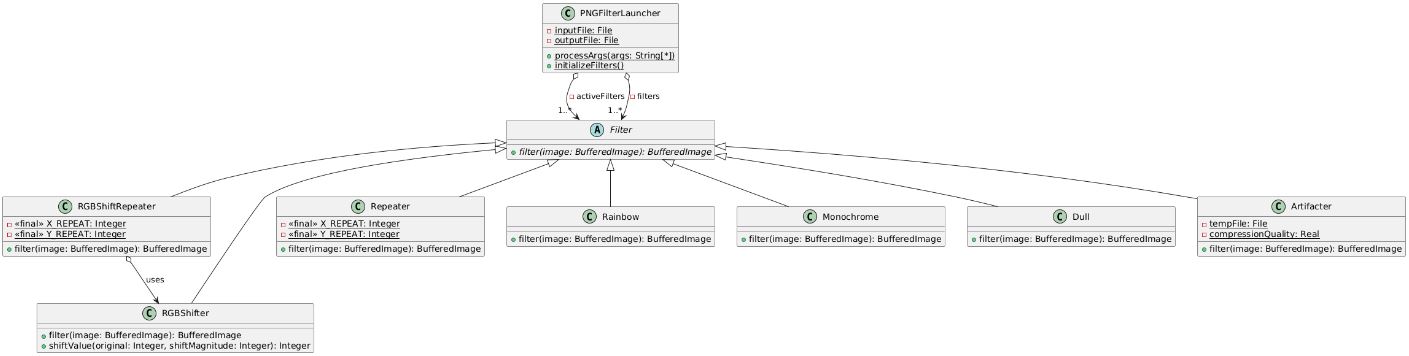 C PNGFilterLauncher
inputFile: File
outputFile: File
processArgs(args: String[*])
initializeFilters()
activeFilters
filters
1..*
1..*
A Filter
filter(image: BufferedImage): BufferedImage
C RGBShiftRepeater
«final» X_REPEAT: Integer
«final» Y_REPEAT: Integer
filter(image: BufferedImage): BufferedImage
C Repeater
«final» X_REPEAT: Integer
«final» Y_REPEAT: Integer
filter(image: BufferedImage): BufferedImage
C Rainbow
filter(image: BufferedImage): BufferedImage
C Monochrome
filter(image: BufferedImage): BufferedImage
C Dull
filter(image: BufferedImage): BufferedImage
C Artifacter
tempFile: File
compressionQuality: Real
filter(image: BufferedImage): BufferedImage
uses
C RGBShifter
filter(image: BufferedImage): BufferedImage
shiftValue(original: Integer, shiftMagnitude: Integer): Integer